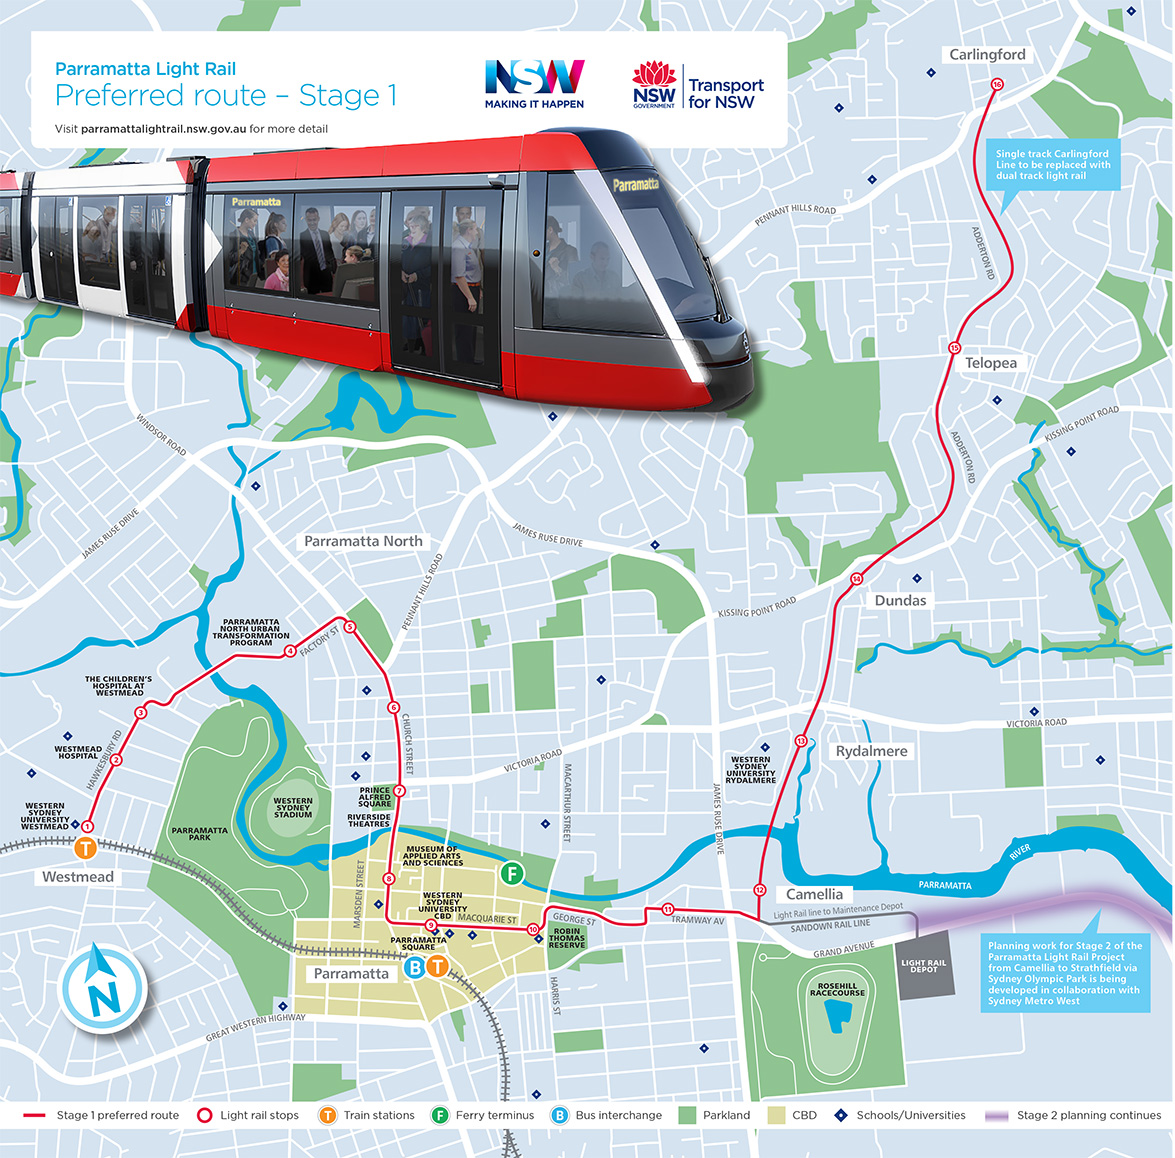 Parramatta Light Rail
Preferred route – Stage 1
Visit parramattalightrail.nsw.gov.au for more detail
NSW
MAKING IT HAPPEN
NSW
GOVERNMENT
Transport
for NSW
Carlingford
16
Single track Carlingford
Line to be replaced with
dual track light rail
Parramatta
Parramatta
PENNANT HILLS ROAD
ADDERTON RD
15
Telopea
KISSING POINT ROAD
ADDERTON RD
WINDSOR ROAD
JAMES RUSE DRIVE
Parramatta North
JAMES RUSE DRIVE
PENNANT HILLS ROAD
14
Dundas
KISSING POINT ROAD
PARRAMATTA
NORTH URBAN
TRANSFORMATION
PROGRAM
5
4
FACTORY ST
THE CHILDREN'S
HOSPITAL AT
WESTMEAD
3
6
CHURCH STREET
VICTORIA ROAD
WESTMEAD
HOSPITAL
2
HAWKESBURY RD
VICTORIA ROAD
13
Rydalmere
WESTERN
SYDNEY
UNIVERSITY
RYDALMERE
JAMES RUSE DRIVE
MACARTHUR STREET
PRINCE
ALFRED
SQUARE
7
RIVERSIDE
THEATRES
WESTERN
SYDNEY
STADIUM
WESTERN
SYDNEY
UNIVERSITY
WESTMEAD
1
T
Westmead
PARRAMATTA
PARK
MUSEUM OF
APPLIED ARTS
AND SCIENCES
F
8
MARSDEN STREET
WESTERN
SYDNEY
UNIVERSITY
CBD
MACQUARIE ST
9
10
GEORGE ST
11
TRAMWAY AV
12
Camellia
PARRAMATTA
RIVER
Light Rail line to Maintenance Depot
SANDOWN RAIL LINE
PARRAMATTA
SQUARE
ROBIN
THOMAS
RESERVE
GRAND AVENUE
LIGHT RAIL
DEPOT
Planning work for Stage 2 of the
Parramatta Light Rail Project
from Camellia to Strathfield via
Sydney Olympic Park is being
developed in collaboration with
Sydney Metro West
Parramatta
B
T
HARRIS ST
ROSEHILL
RACECOURSE
N
GREAT WESTERN HIGHWAY
Stage 1 preferred route
Light rail stops
T
Train stations
F
Ferry terminus
B
Bus interchange
Parkland
CBD
Schools/Universities
Stage 2 planning continues